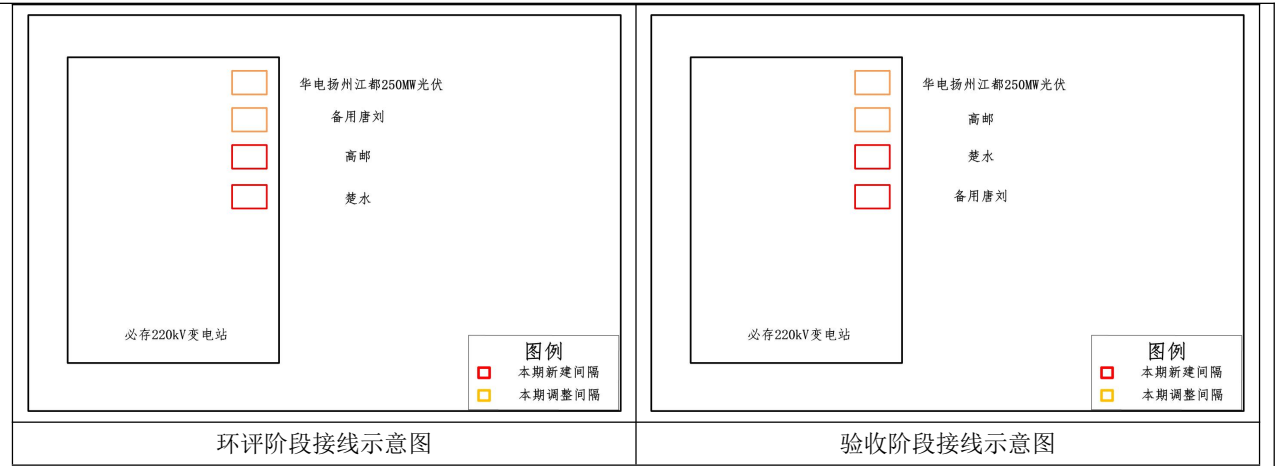 华电扬州江都250MW光伏
备用唐刘
高邮
楚水
必存220kV变电站
图例
本期新建间隔
本期调整间隔
环评阶段接线示意图
华电扬州江都250MW光伏
高邮
楚水
备用唐刘
必存220kV变电站
图例
本期新建间隔
本期调整间隔
验收阶段接线示意图